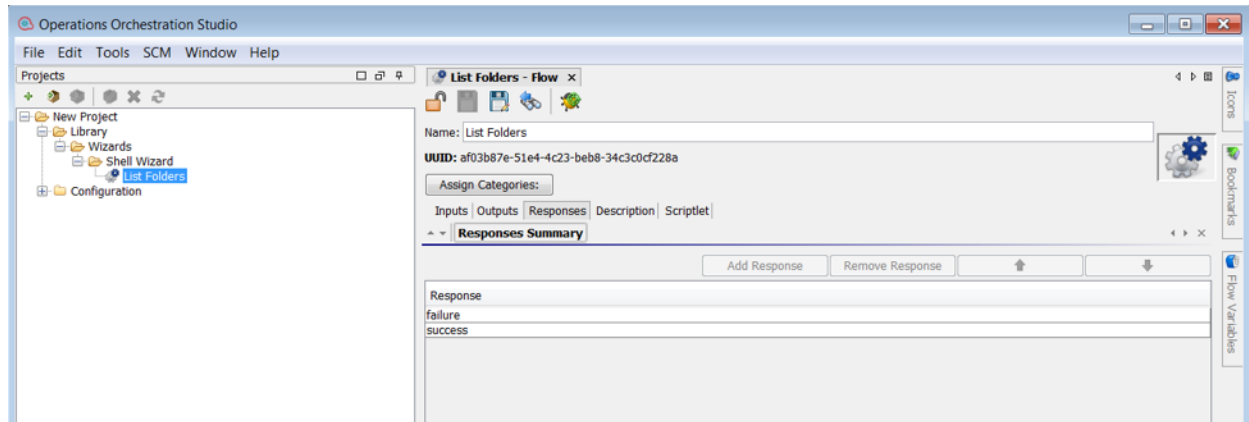 Operations Orchestration Studio
File Edit Tools SCM Window Help
Projects
New Project
Library
Wizards
Shell Wizard
List Folders
Configuration
List Folders - Flow
Name: List Folders
UUID: af03b87e-51e4-4c23-beb8-34c3c0cf228a
Assign Categories:
Inputs Outputs Responses Description Scriptlet
Responses Summary
Add Response Remove Response
Response
failure
success
Icons
Bookmarks
Flow Variables